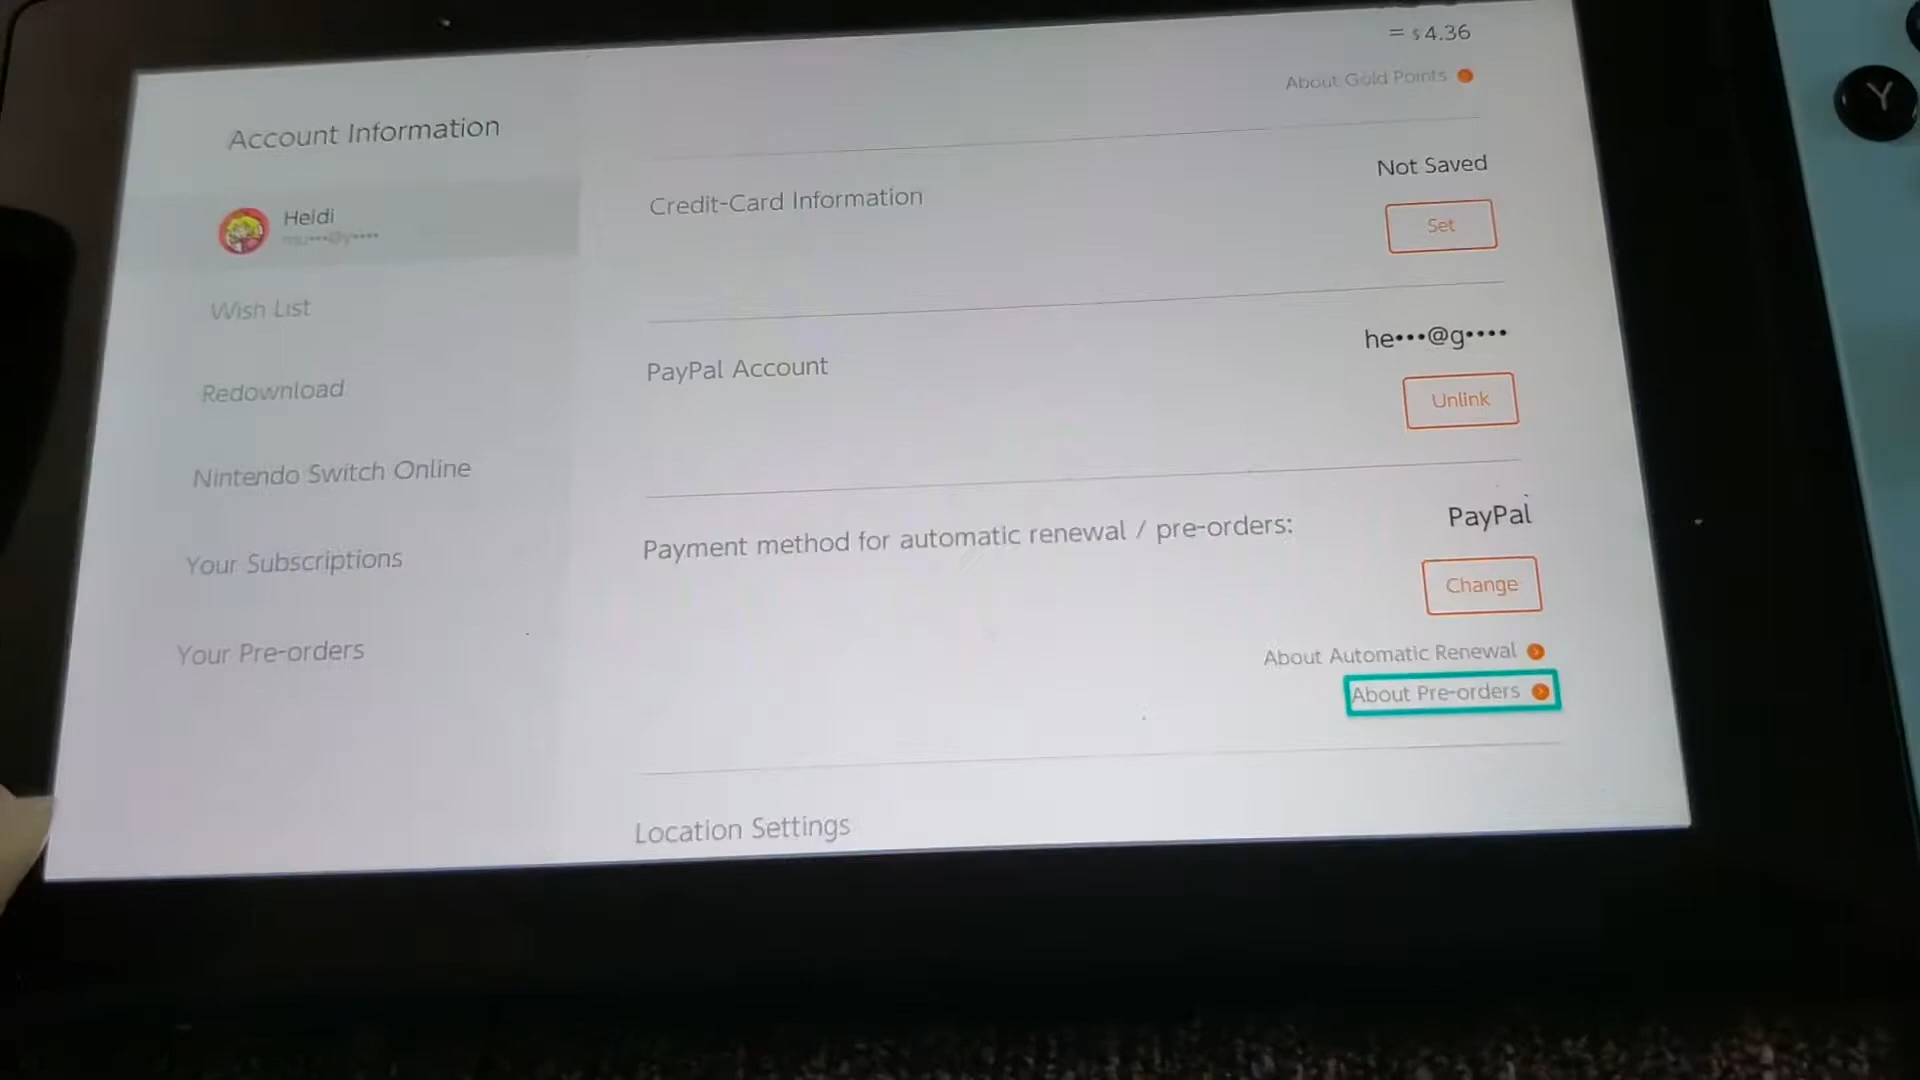 = $4.36
About Gold Points
Account Information
Heidi
mu•••@y••••
Wish List
Redownload
Nintendo Switch Online
Your Subscriptions
Your Pre-orders
Credit-Card Information
Not Saved
Set
PayPal Account
he•••@g••••
Unlink
Payment method for automatic renewal / pre-orders:
PayPal
Change
About Automatic Renewal
About Pre-orders
Location Settings
Y